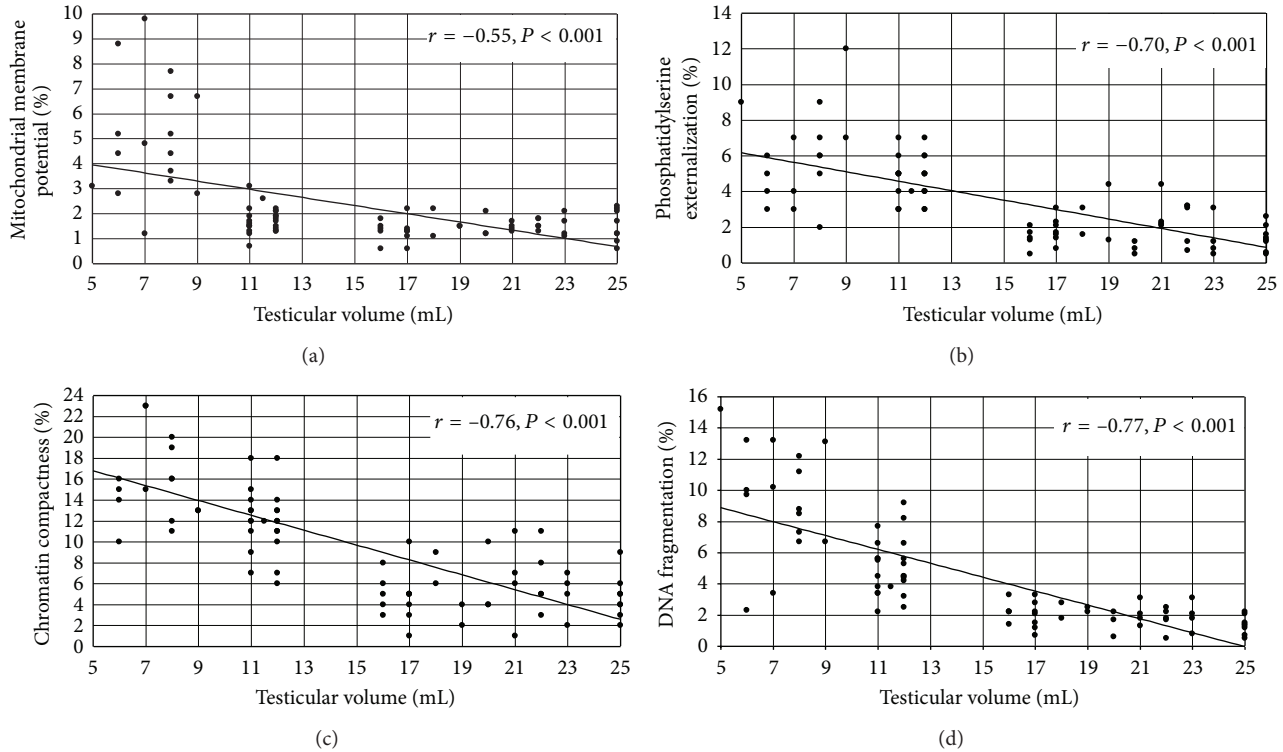 10
9
8
7
6
5
4
3
2
1
0
Mitochondrial membrane
potential (%)
r = −0.55, P < 0.001
5 7 9 11 13 15 17 19 21 23 25
Testicular volume (mL)
(a)
14
12
10
8
6
4
2
0
Phosphatidylserine
externalization (%)
r = −0.70, P < 0.001
5 7 9 11 13 15 17 19 21 23 25
Testicular volume (mL)
(b)
24
22
20
18
16
14
12
10
8
6
4
2
0
Chromatin compactness (%)
r = −0.76, P < 0.001
5 7 9 11 13 15 17 19 21 23 25
Testicular volume (mL)
(c)
16
14
12
10
8
6
4
2
0
DNA fragmentation (%)
r = −0.77, P < 0.001
5 7 9 11 13 15 17 19 21 23 25
Testicular volume (mL)
(d)